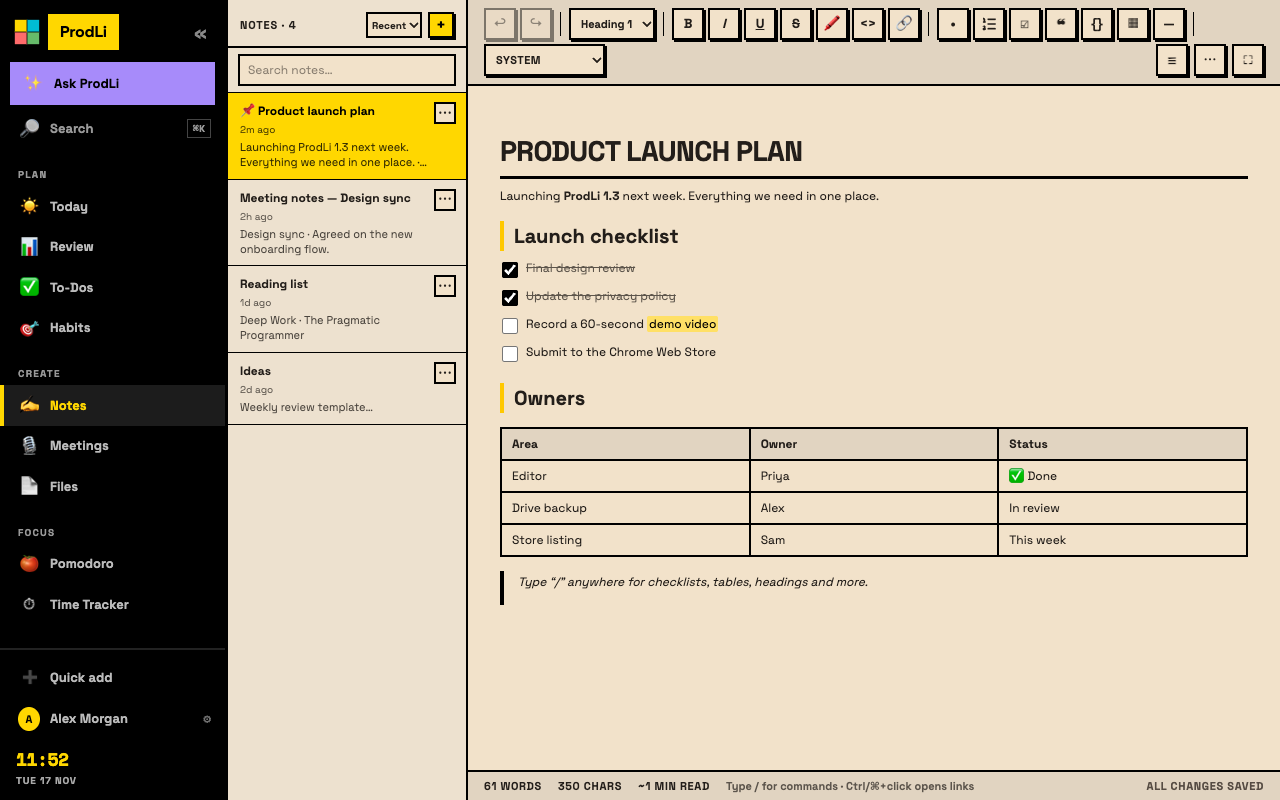 ProdLi
«
Ask ProdLi
Search
⌘K
PLAN
Today
Review
To-Dos
Habits
CREATE
Notes
Meetings
Files
FOCUS
Pomodoro
Time Tracker
Quick add
A
Alex Morgan
11:52
TUE 17 NOV
NOTES · 4
Recent
+
Search notes…
Product launch plan
2m ago
Launching ProdLi 1.3 next week.
Everything we need in one place. ·…
Meeting notes — Design sync
2h ago
Design sync · Agreed on the new
onboarding flow.
Reading list
1d ago
Deep Work · The Pragmatic
Programmer
Ideas
2d ago
Weekly review template…
Heading 1
B
I
U
S
<>
❝
{}
—
SYSTEM
PRODUCT LAUNCH PLAN
Launching ProdLi 1.3 next week. Everything we need in one place.
Launch checklist
Final design review
Update the privacy policy
Record a 60-second demo video
Submit to the Chrome Web Store
Owners
Area Owner Status
Editor Priya ✅ Done
Drive backup Alex In review
Store listing Sam This week
Type “/” anywhere for checklists, tables, headings and more.
61 WORDS 350 CHARS ~1 MIN READ Type / for commands · Ctrl/⌘+click opens links ALL CHANGES SAVED